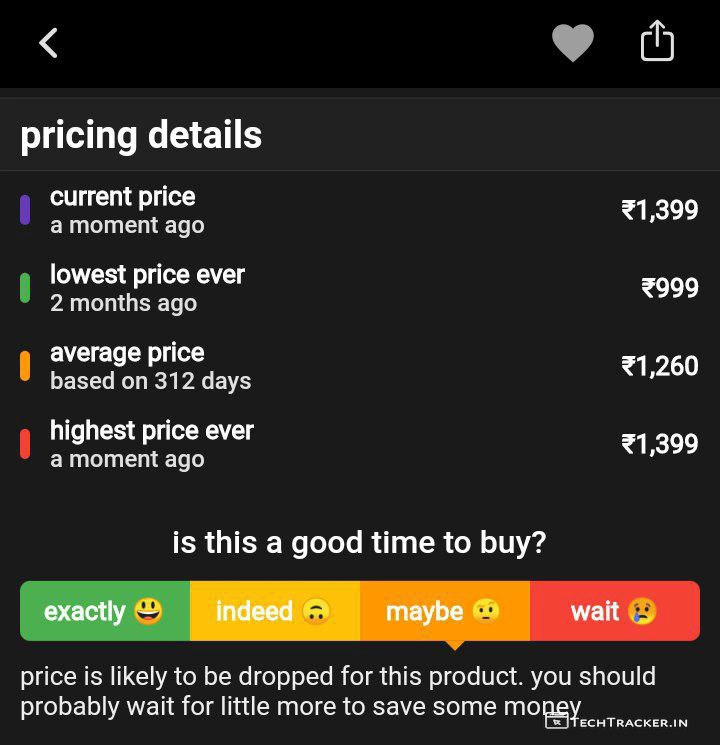 pricing details
current price
a moment ago
₹1,399
lowest price ever
2 months ago
₹999
average price
based on 312 days
₹1,260
highest price ever
a moment ago
₹1,399
is this a good time to buy?
exactly 😃 indeed 🙃 maybe 🤨 wait 😢
price is likely to be dropped for this product. you should
probably wait for little more to save some money
TECHTRACKER.IN